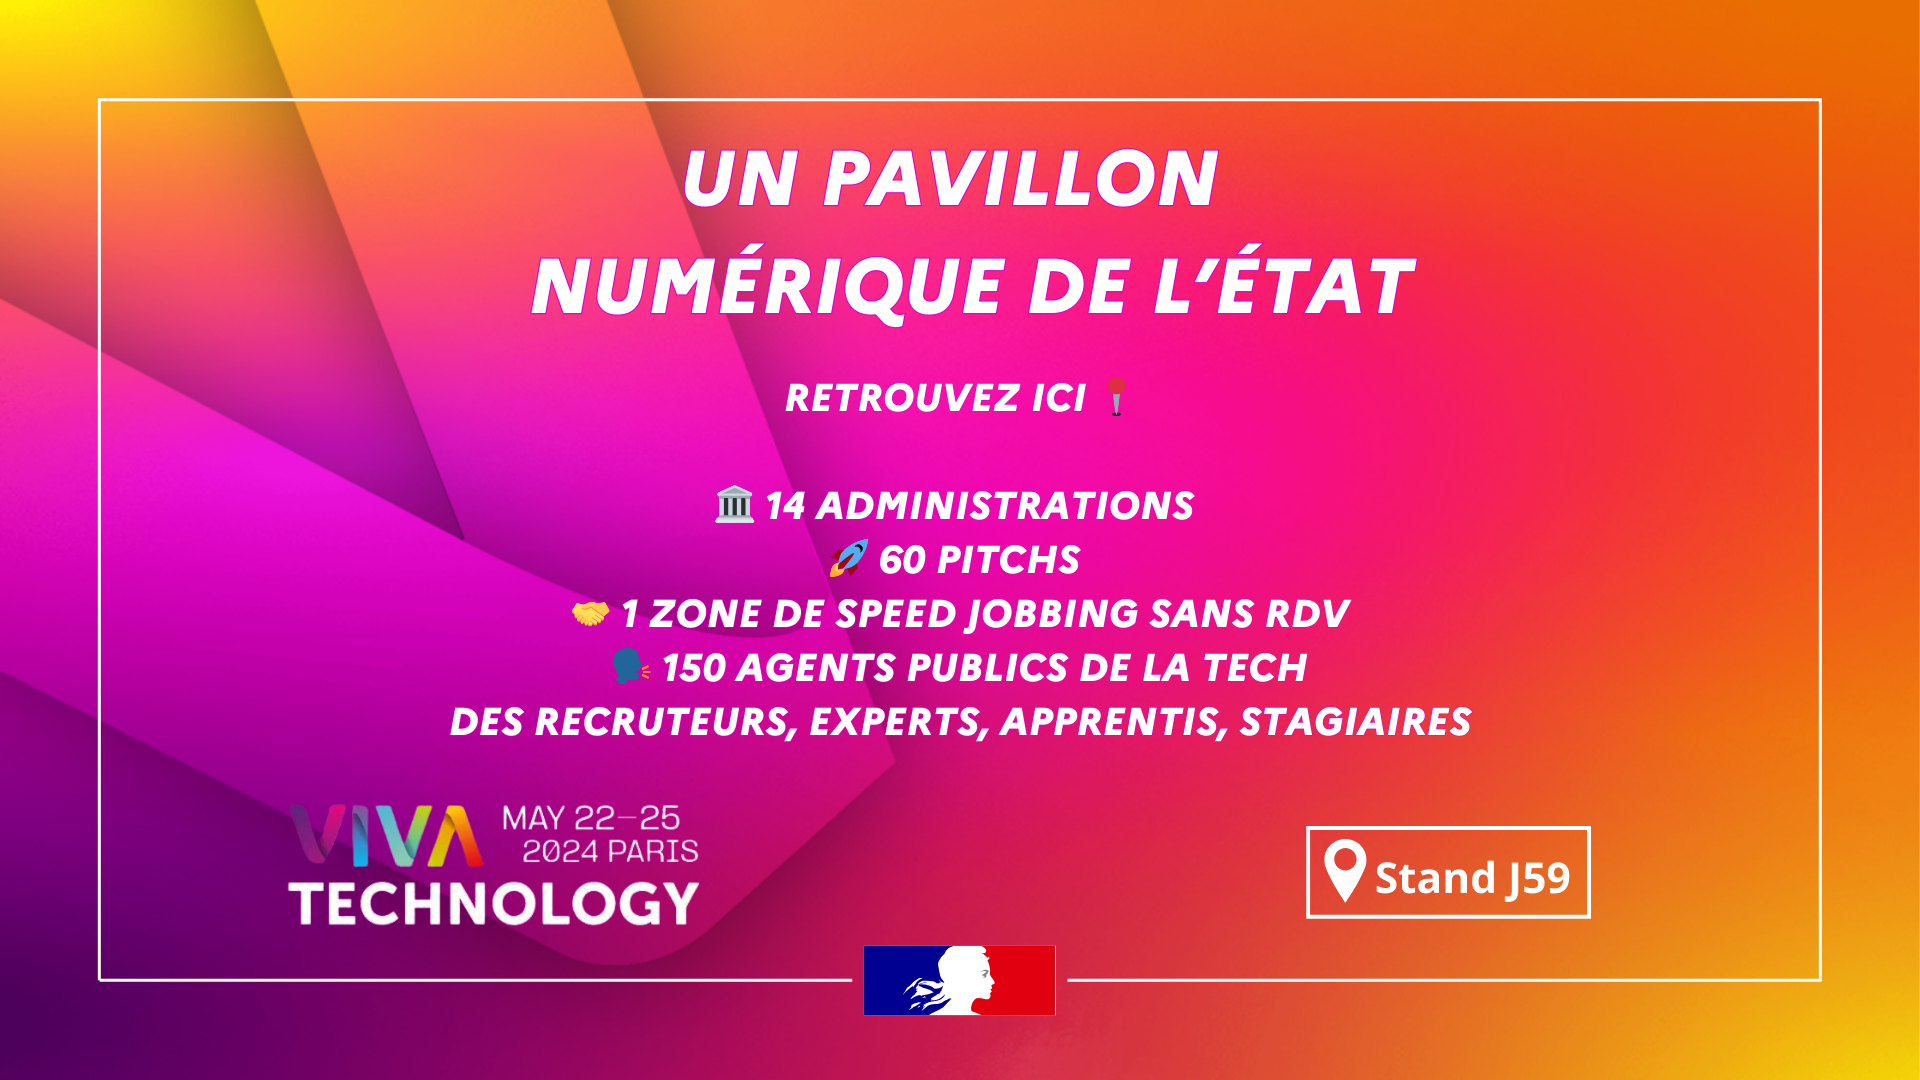 UN PAVILLON
NUMÉRIQUE DE L’ÉTAT
RETROUVEZ ICI 📍
🏛️ 14 ADMINISTRATIONS
🚀 60 PITCHS
🤝 1 ZONE DE SPEED JOBBING SANS RDV
🗣️ 150 AGENTS PUBLICS DE LA TECH
DES RECRUTEURS, EXPERTS, APPRENTIS, STAGIAIRES
VIVA
MAY 22–25
2024 PARIS
TECHNOLOGY
Stand J59